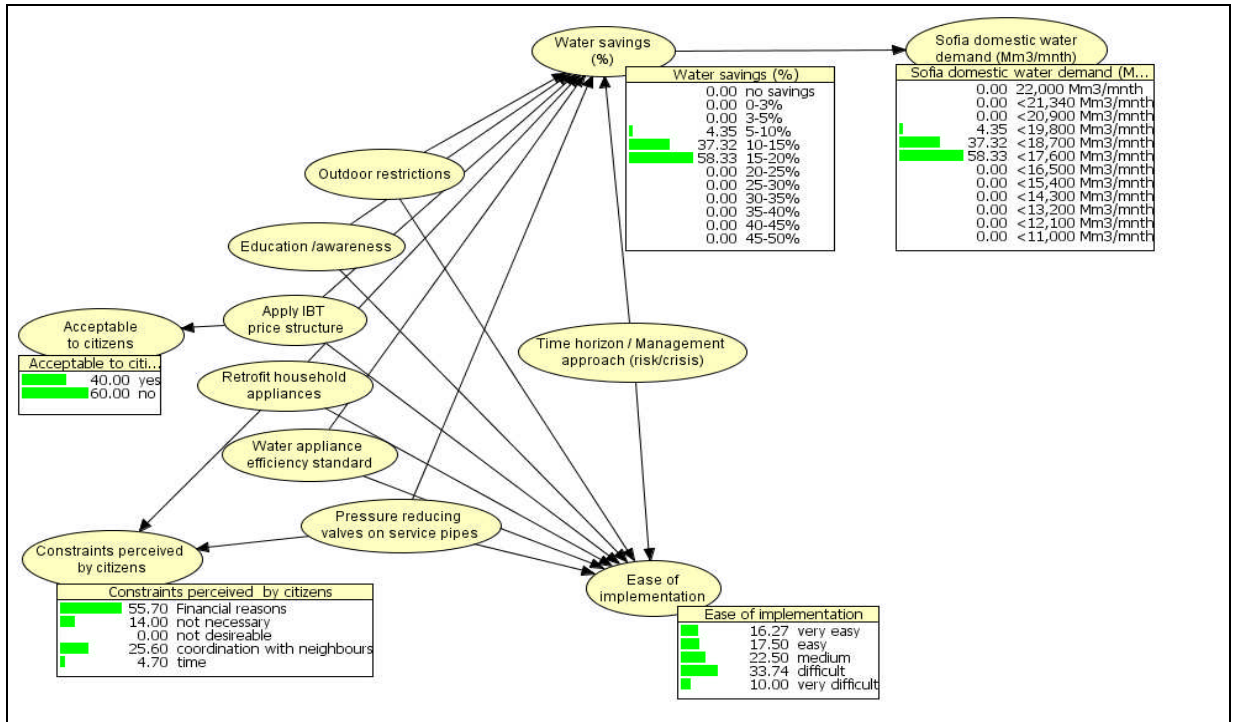 Water savings
(%)
Sofia domestic water
demand (Mm3/mnth)
Water savings (%)
0.00 no savings
0.00 0-3%
0.00 3-5%
4.35 5-10%
37.32 10-15%
58.33 15-20%
0.00 20-25%
0.00 25-30%
0.00 30-35%
0.00 35-40%
0.00 40-45%
0.00 45-50%
Sofia domestic water demand (M...
0.00 22,000 Mm3/mnth
0.00 <21,340 Mm3/mnth
0.00 <20,900 Mm3/mnth
4.35 <19,800 Mm3/mnth
37.32 <18,700 Mm3/mnth
58.33 <17,600 Mm3/mnth
0.00 <16,500 Mm3/mnth
0.00 <15,400 Mm3/mnth
0.00 <14,300 Mm3/mnth
0.00 <13,200 Mm3/mnth
0.00 <12,100 Mm3/mnth
0.00 <11,000 Mm3/mnth
Outdoor restrictions
Education /awareness
Apply IBT
price structure
Acceptable
to citizens
Acceptable to citi...
40.00 yes
60.00 no
Time horizon / Management
approach (risk/crisis)
Retrofit household
appliances
Water appliance
efficiency standard
Pressure reducing
valves on service pipes
Constraints perceived
by citizens
Constraints perceived by citizens
55.70 Financial reasons
14.00 not necessary
0.00 not desireable
25.60 coordination with neighbours
4.70 time
Ease of
implementation
Ease of implementation
16.27 very easy
17.50 easy
22.50 medium
33.74 difficult
10.00 very difficult